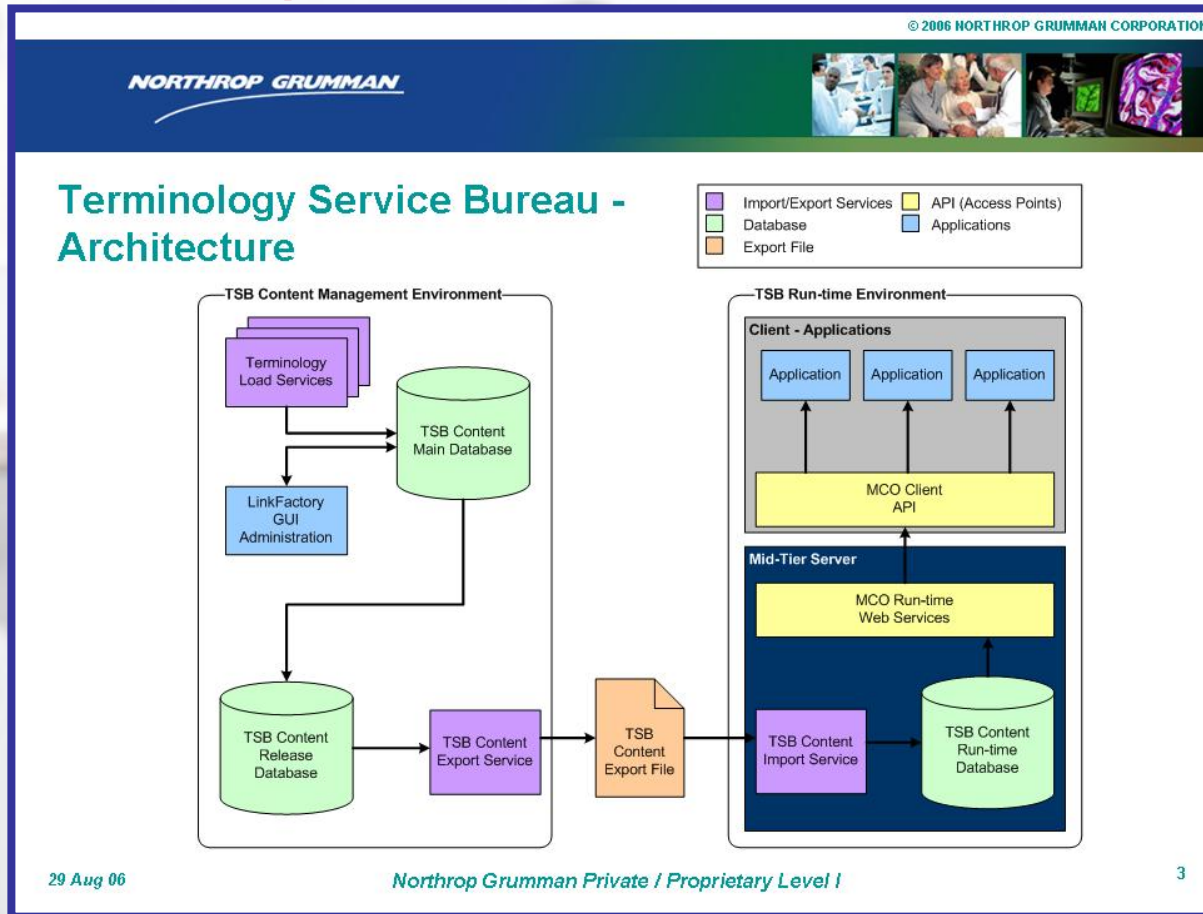 © 2006 NORTHROP GRUMMAN CORPORATION
NORTHROP GRUMMAN
Terminology Service Bureau -
Architecture
Import/Export Services
API (Access Points)
Database
Applications
Export File
TSB Content Management Environment
Terminology
Load Services
TSB Content
Main Database
LinkFactory
GUI
Administration
TSB Content
Release
Database
TSB Content
Export Service
TSB
Content
Export File
TSB Run-time Environment
Client - Applications
Application
Application
Application
MCO Client
API
Mid-Tier Server
MCO Run-time
Web Services
TSB Content
Import Service
TSB Content
Run-time
Database
29 Aug 06
Northrop Grumman Private / Proprietary Level I
3